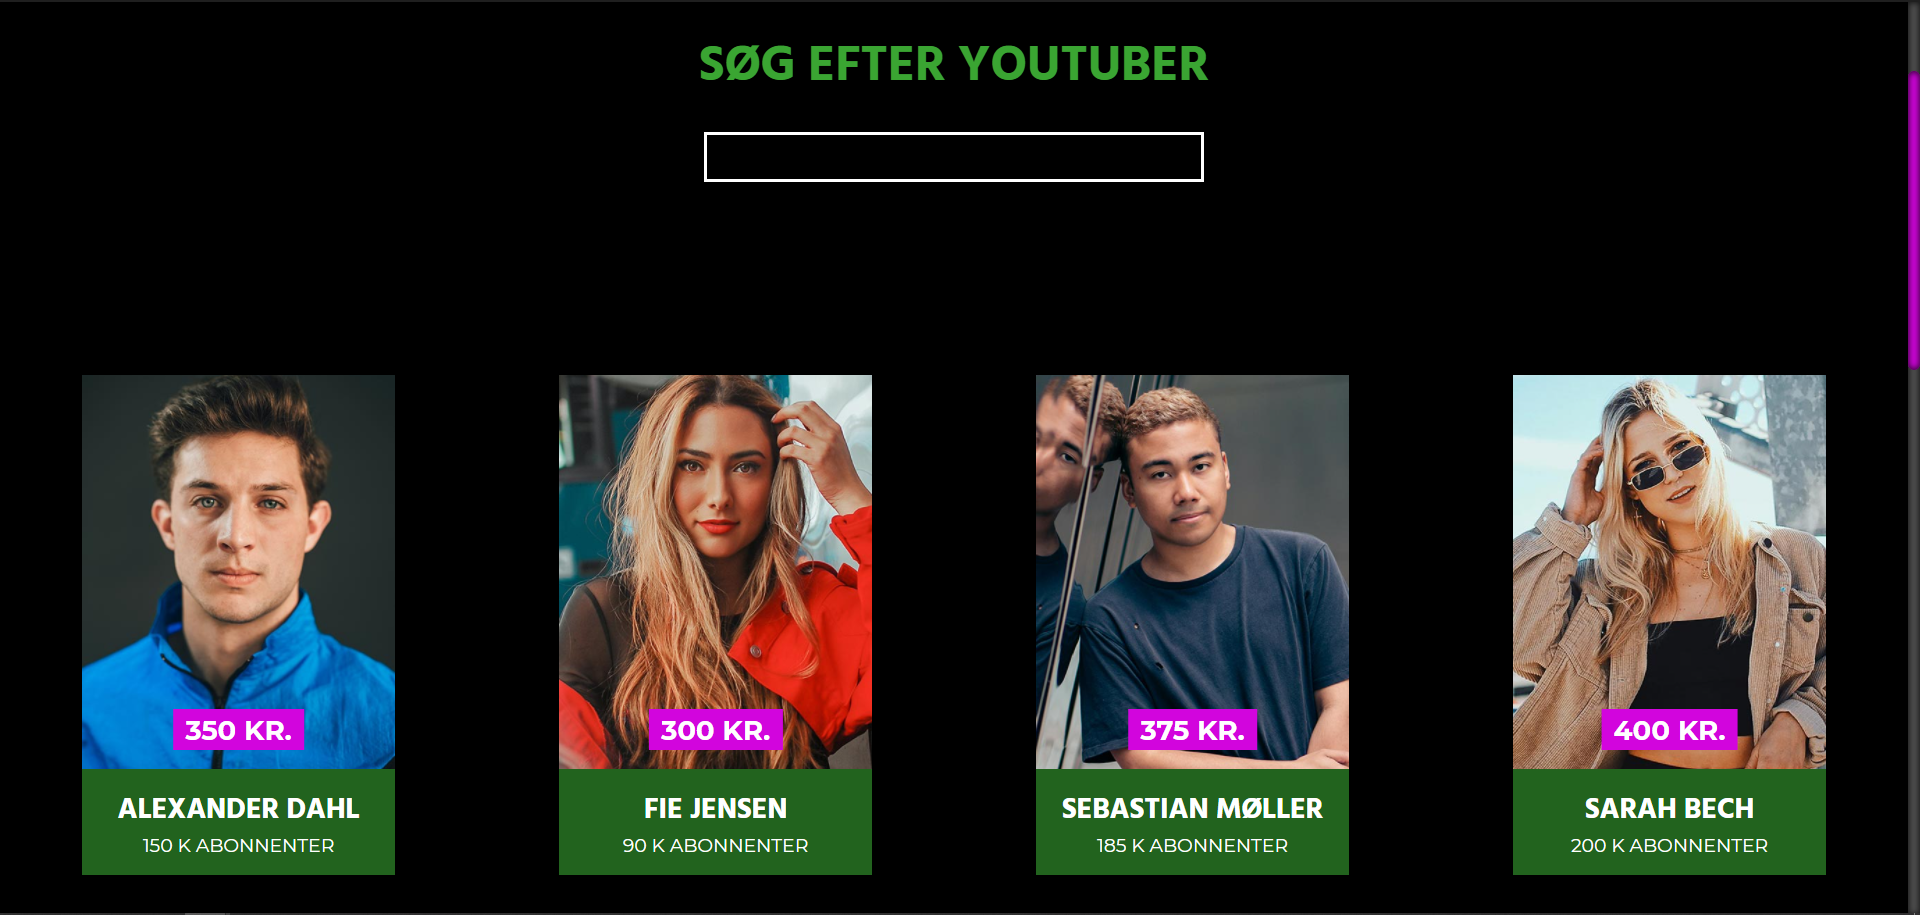 SØG EFTER YOUTUBER
350 KR.
ALEXANDER DAHL
150 K ABONNENTER
300 KR.
FIE JENSEN
90 K ABONNENTER
375 KR.
SEBASTIAN MØLLER
185 K ABONNENTER
400 KR.
SARAH BECH
200 K ABONNENTER